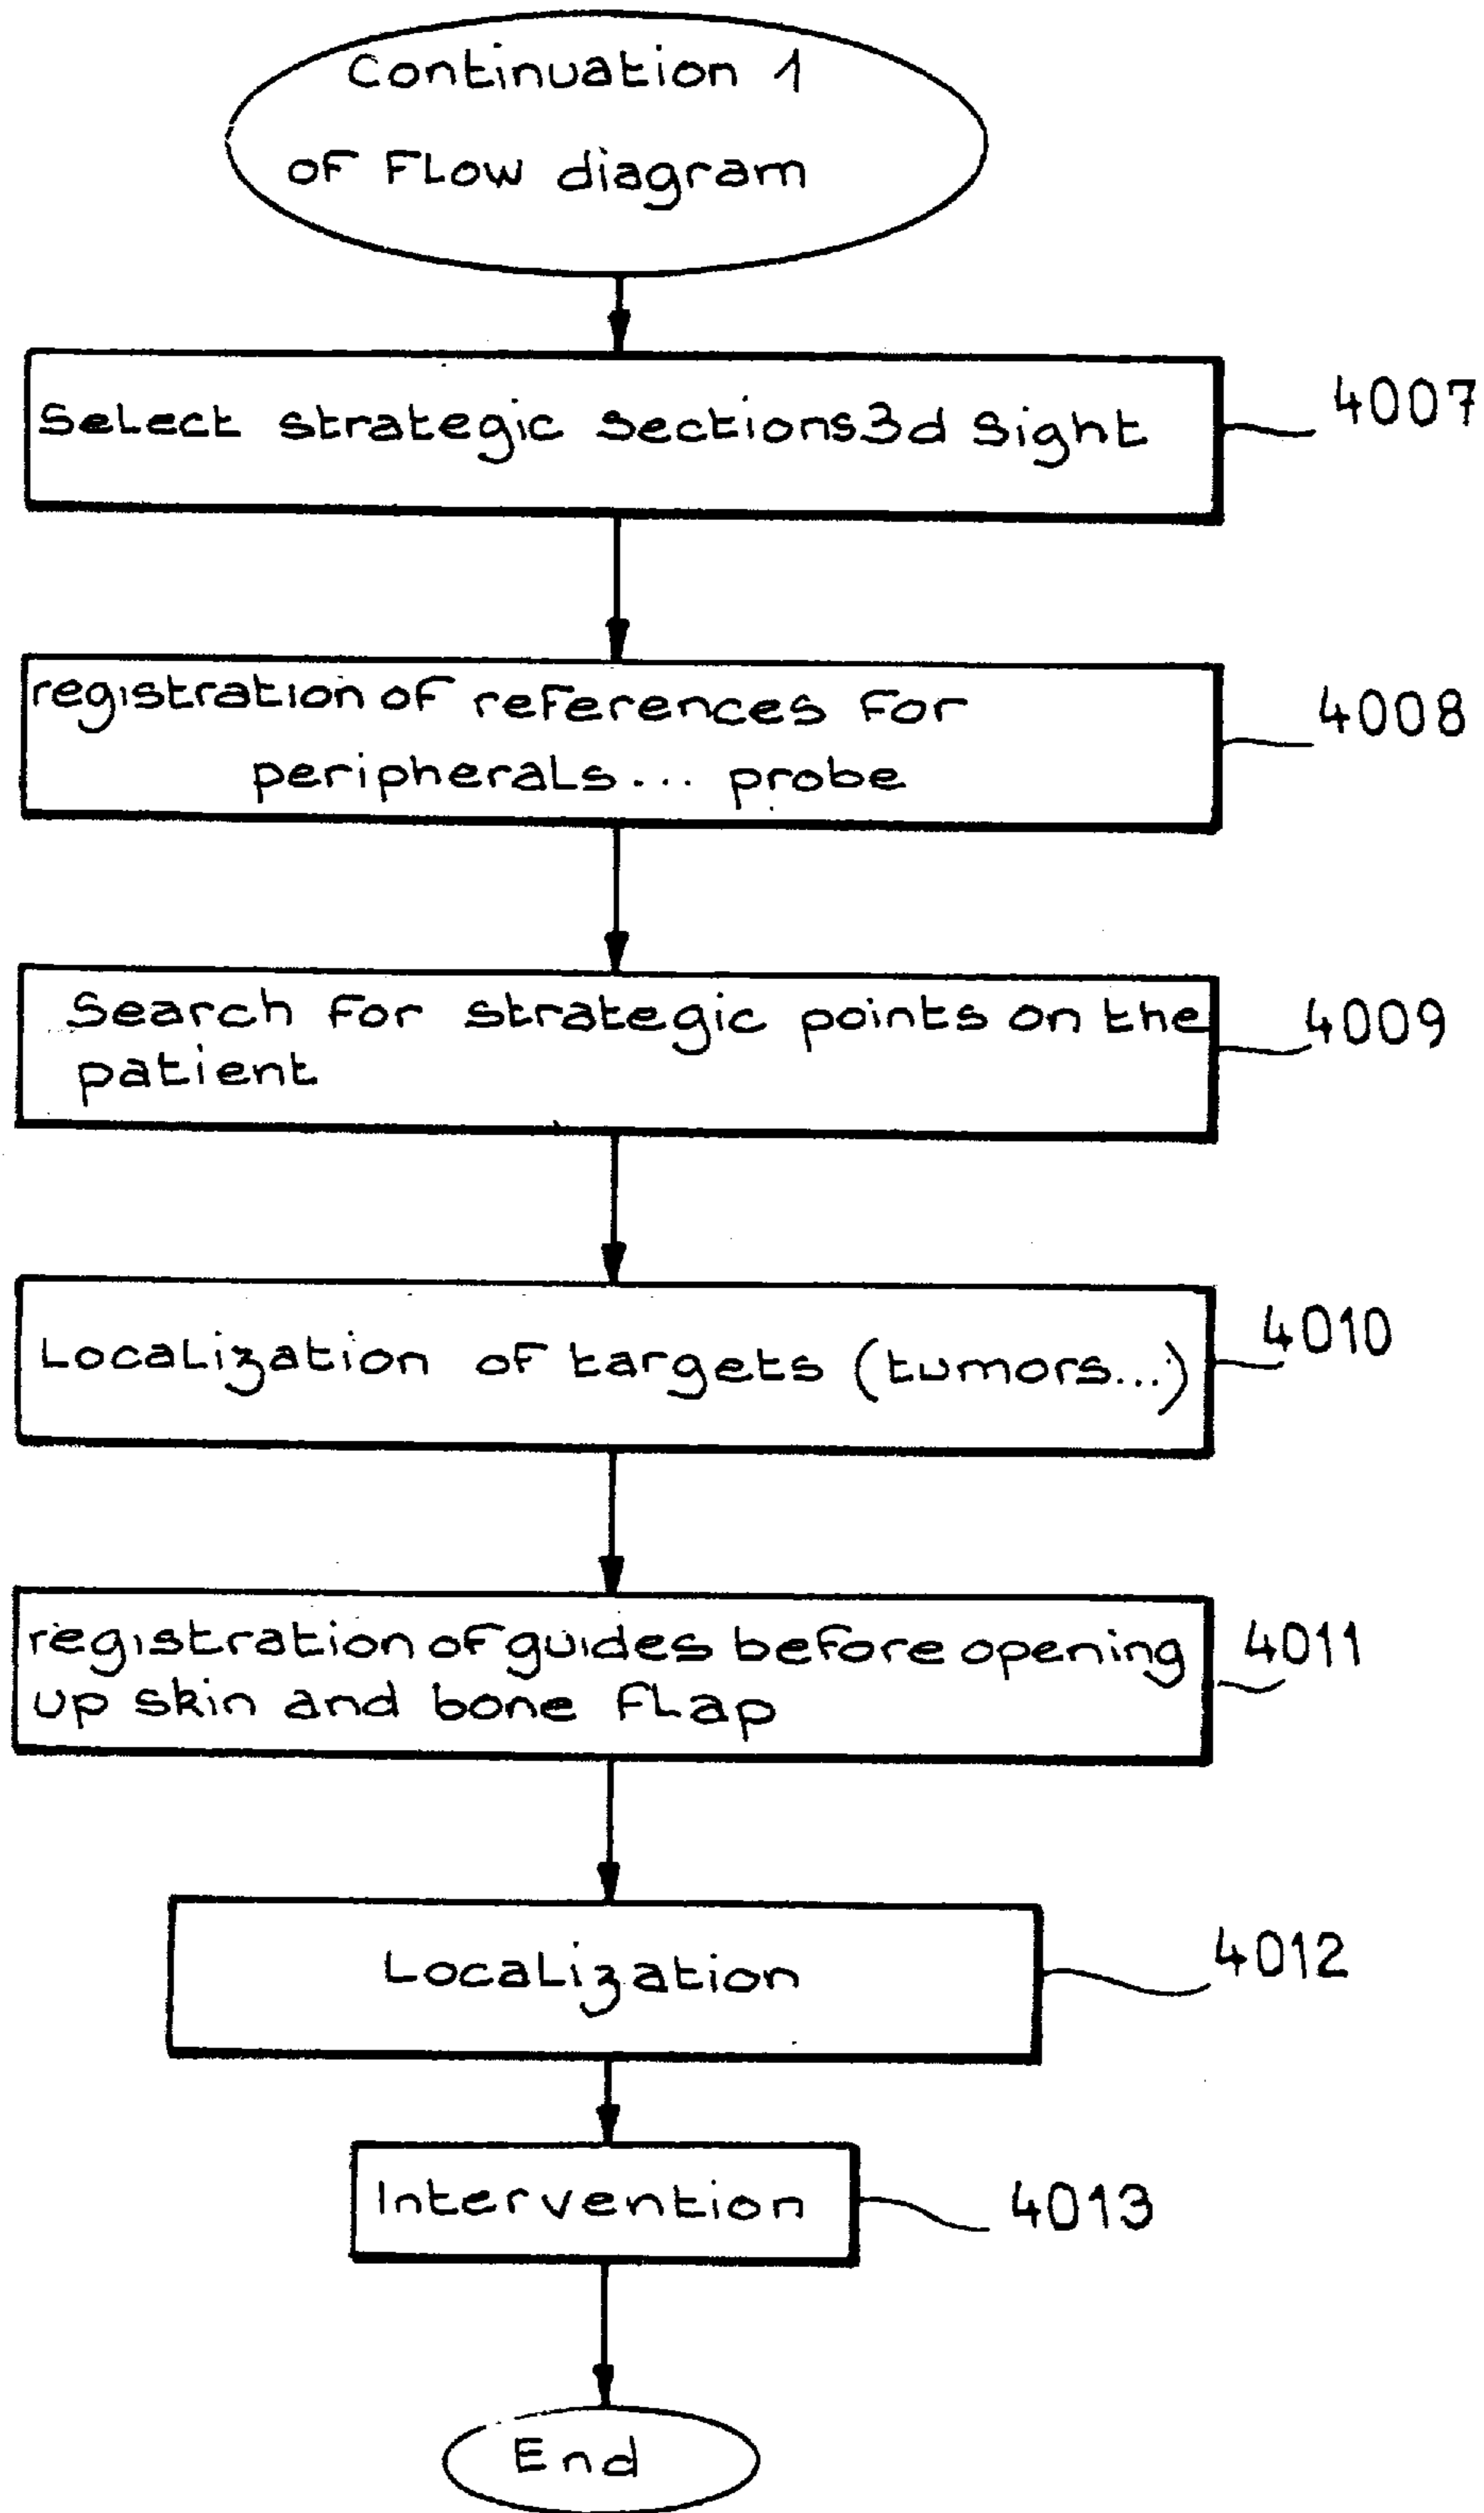 Continuation 1
of Flow diagram
Select strategic sections3d sight
4007
registration of references for
peripherals... probe
4008
Search for strategic points on the
patient
4009
Localization of targets (tumors...)
4010
registration of guides before opening
up skin and bone flap
4011
Localization
4012
Intervention
4013
End